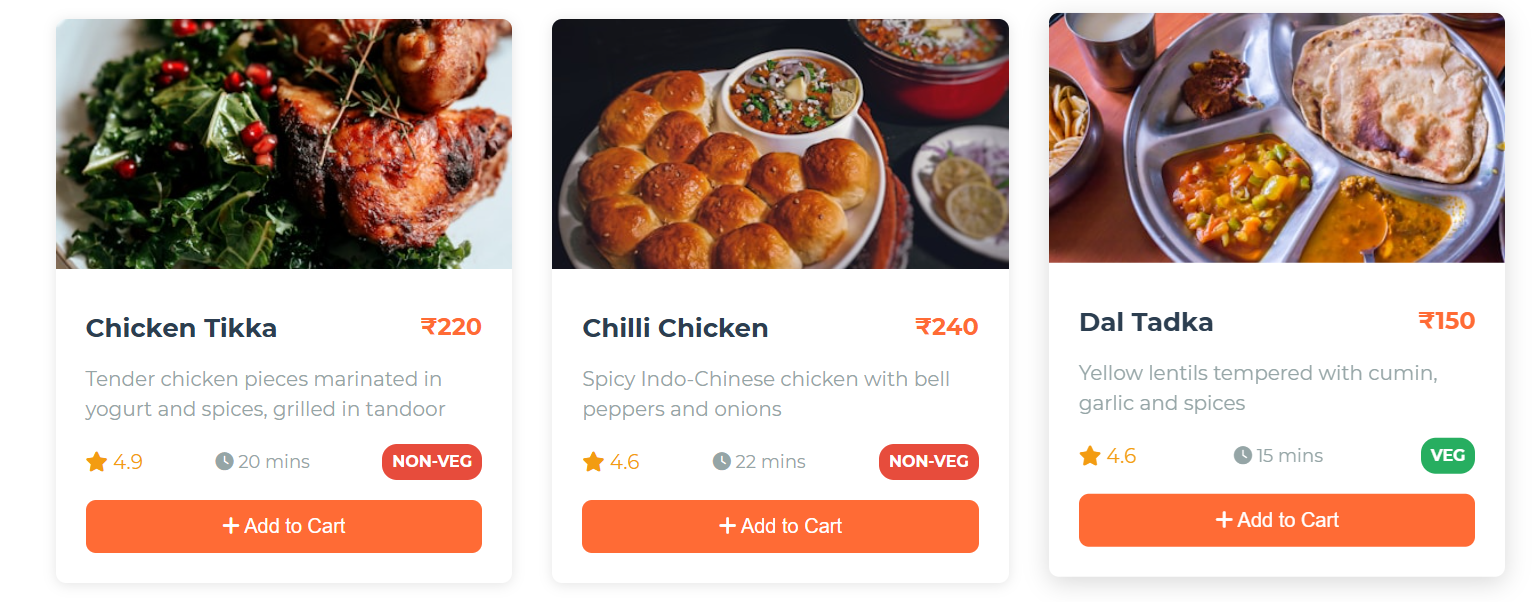 Chicken Tikka ₹220
Tender chicken pieces marinated in
yogurt and spices, grilled in tandoor
4.9 20 mins NON-VEG
+ Add to Cart
Chilli Chicken ₹240
Spicy Indo-Chinese chicken with bell
peppers and onions
4.6 22 mins NON-VEG
+ Add to Cart
Dal Tadka ₹150
Yellow lentils tempered with cumin,
garlic and spices
4.6 15 mins VEG
+ Add to Cart